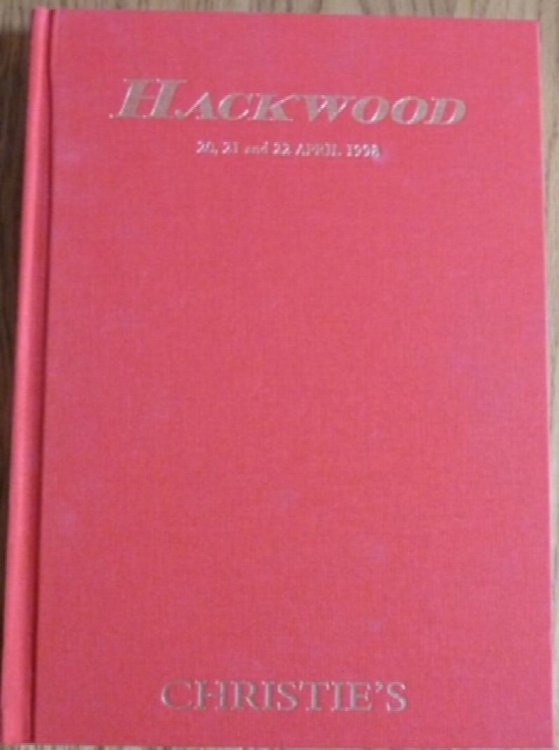 HACKWOOD
20, 21 and 22 APRIL 1998
CHRISTIE'S